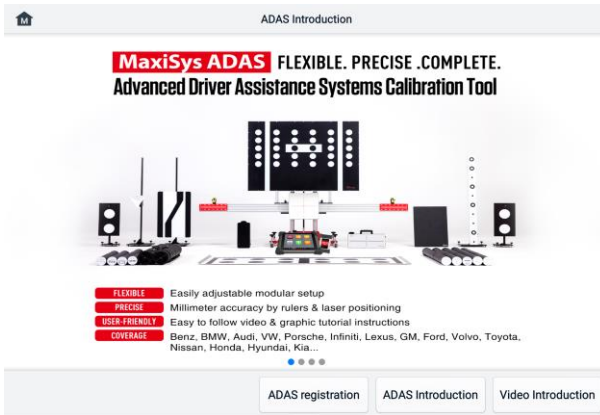 M
ADAS Introduction
MaxiSys ADAS FLEXIBLE. PRECISE .COMPLETE.
Advanced Driver Assistance Systems Calibration Tool
FLEXIBLE Easily adjustable modular setup
PRECISE Millimeter accuracy by rulers & laser positioning
USER-FRIENDLY Easy to follow video & graphic tutorial instructions
COVERAGE Benz, BMW, Audi, VW, Porsche, Infiniti, Lexus, GM, Ford, Volvo, Toyota,
Nissan, Honda, Hyundai, Kia...
ADAS registration ADAS Introduction Video Introduction